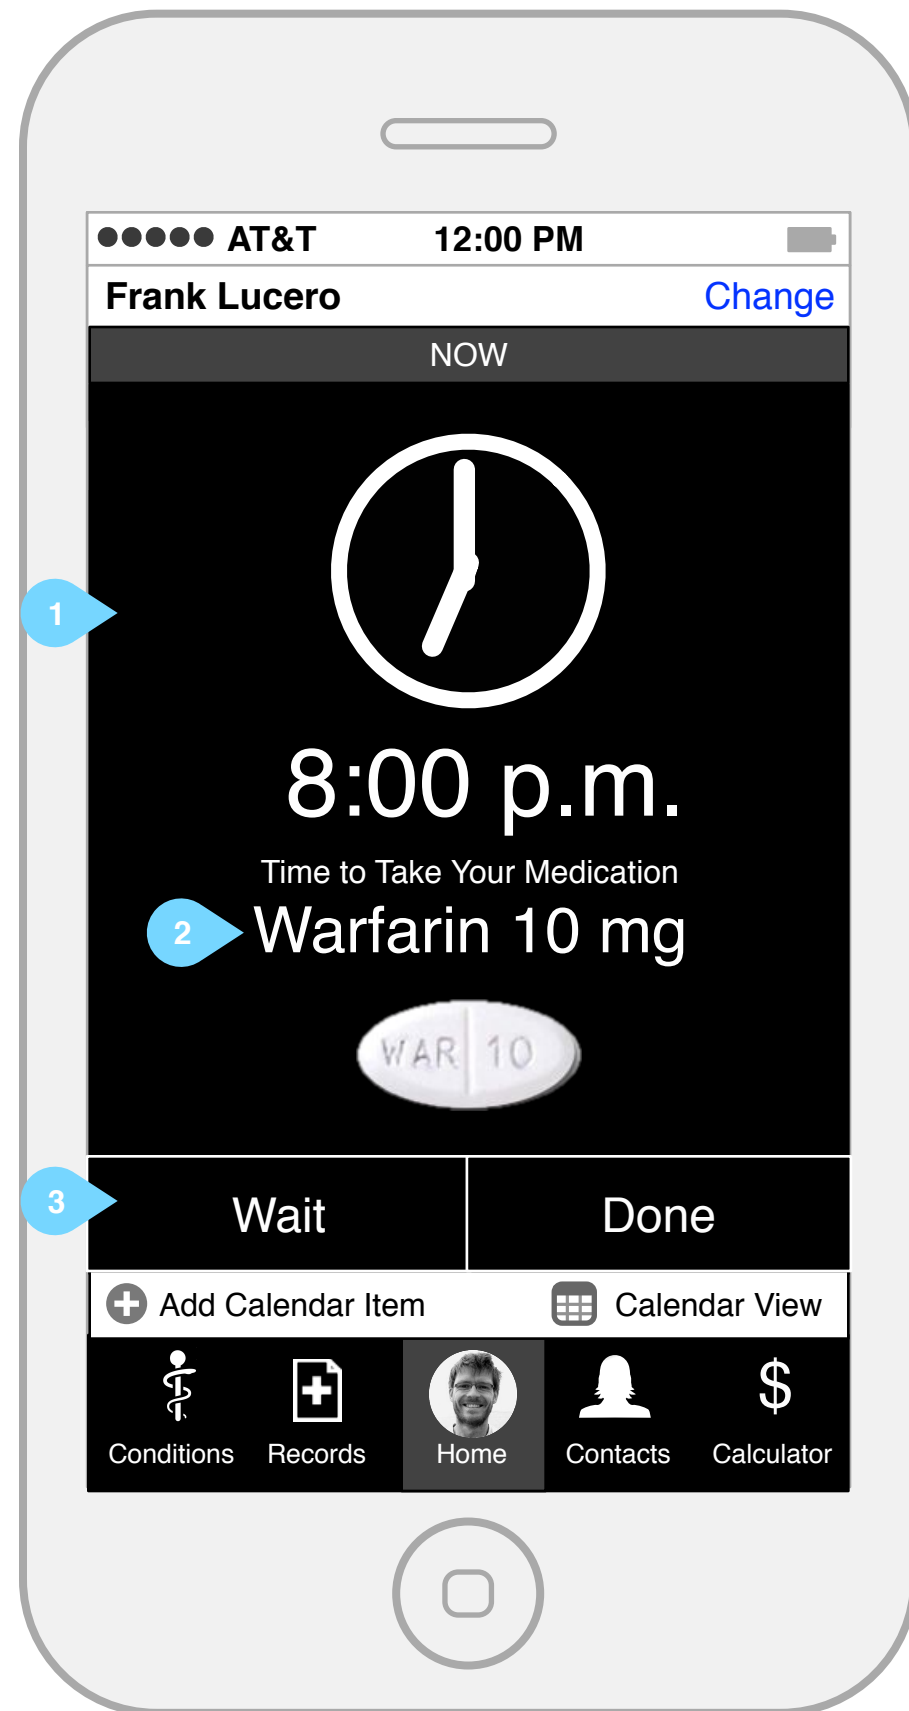 AT&T 12:00 PM
Frank Lucero Change
NOW
1
8:00 p.m.
Time to Take Your Medication
2 Warfarin 10 mg
WAR 10
3
Wait Done
Add Calendar Item Calendar View
$
Conditions Records Home Contacts Calculator